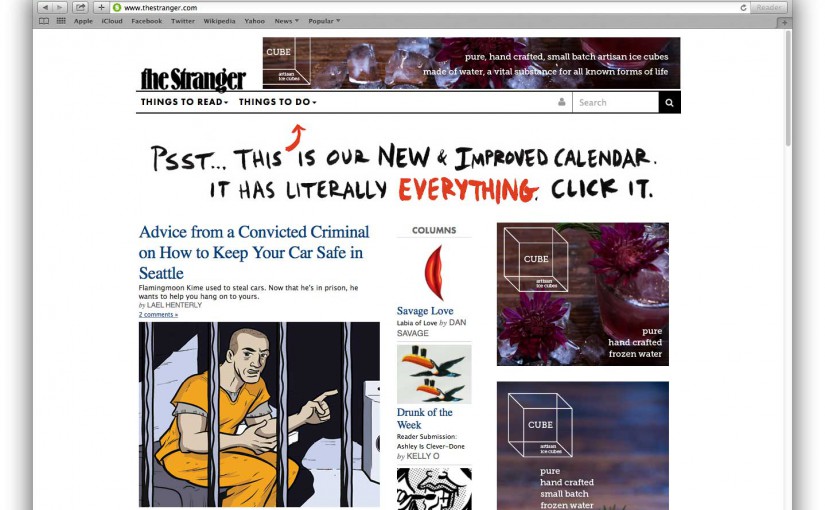 www.thestranger.com
Reader
Apple iCloud Facebook Twitter Wikipedia Yahoo News Popular
CUBE
artisan
ice cubes
pure, hand crafted, small batch artisan ice cubes
made of water, a vital substance for all known forms of life
the Stranger
THINGS TO READ THINGS TO DO
Search
PSST... THIS IS OUR NEW & IMPROVED CALENDAR.
IT HAS LITERALLY EVERYTHING. CLICK IT.
Advice from a Convicted Criminal
on How to Keep Your Car Safe in
Seattle
Flamingmoon Kime used to steal cars. Now that he's in prison, he
wants to help you hang on to yours.
by LAEL HENTERLY
2 comments »
COLUMNS
Savage Love
Labia of Love by DAN
SAVAGE
Drunk of the
Week
Reader Submission:
Ashley Is Clever-Done
by KELLY O
CUBE
artisan
ice cubes
pure
hand crafted
frozen water
CUBE
artisan
ice cubes
pure
hand crafted
small batch
frozen water